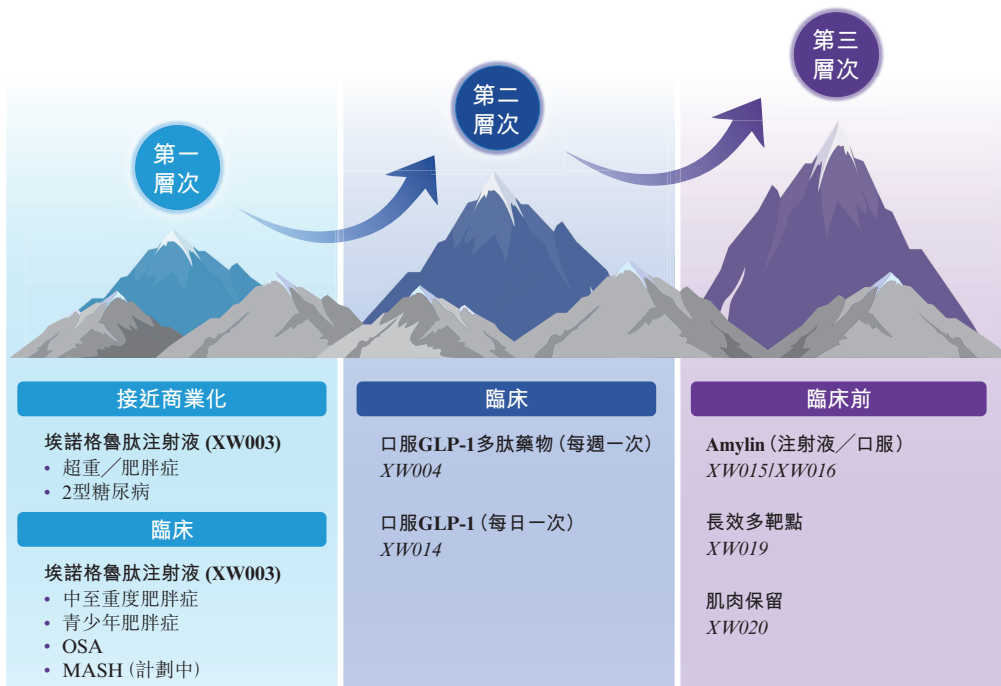 第一
層次
接近商業化
埃諾格魯肽注射液 (XW003)
• 超重／肥胖症
• 2型糖尿病
臨床
埃諾格魯肽注射液 (XW003)
• 中至重度肥胖症
• 青少年肥胖症
• OSA
• MASH (計劃中)
第二
層次
臨床
口服GLP-1多肽藥物 (每週一次)
XW004
口服GLP-1 (每日一次)
XW014
第三
層次
臨床前
Amylin (注射液／口服)
XW015/XW016
長效多靶點
XW019
肌肉保留
XW020